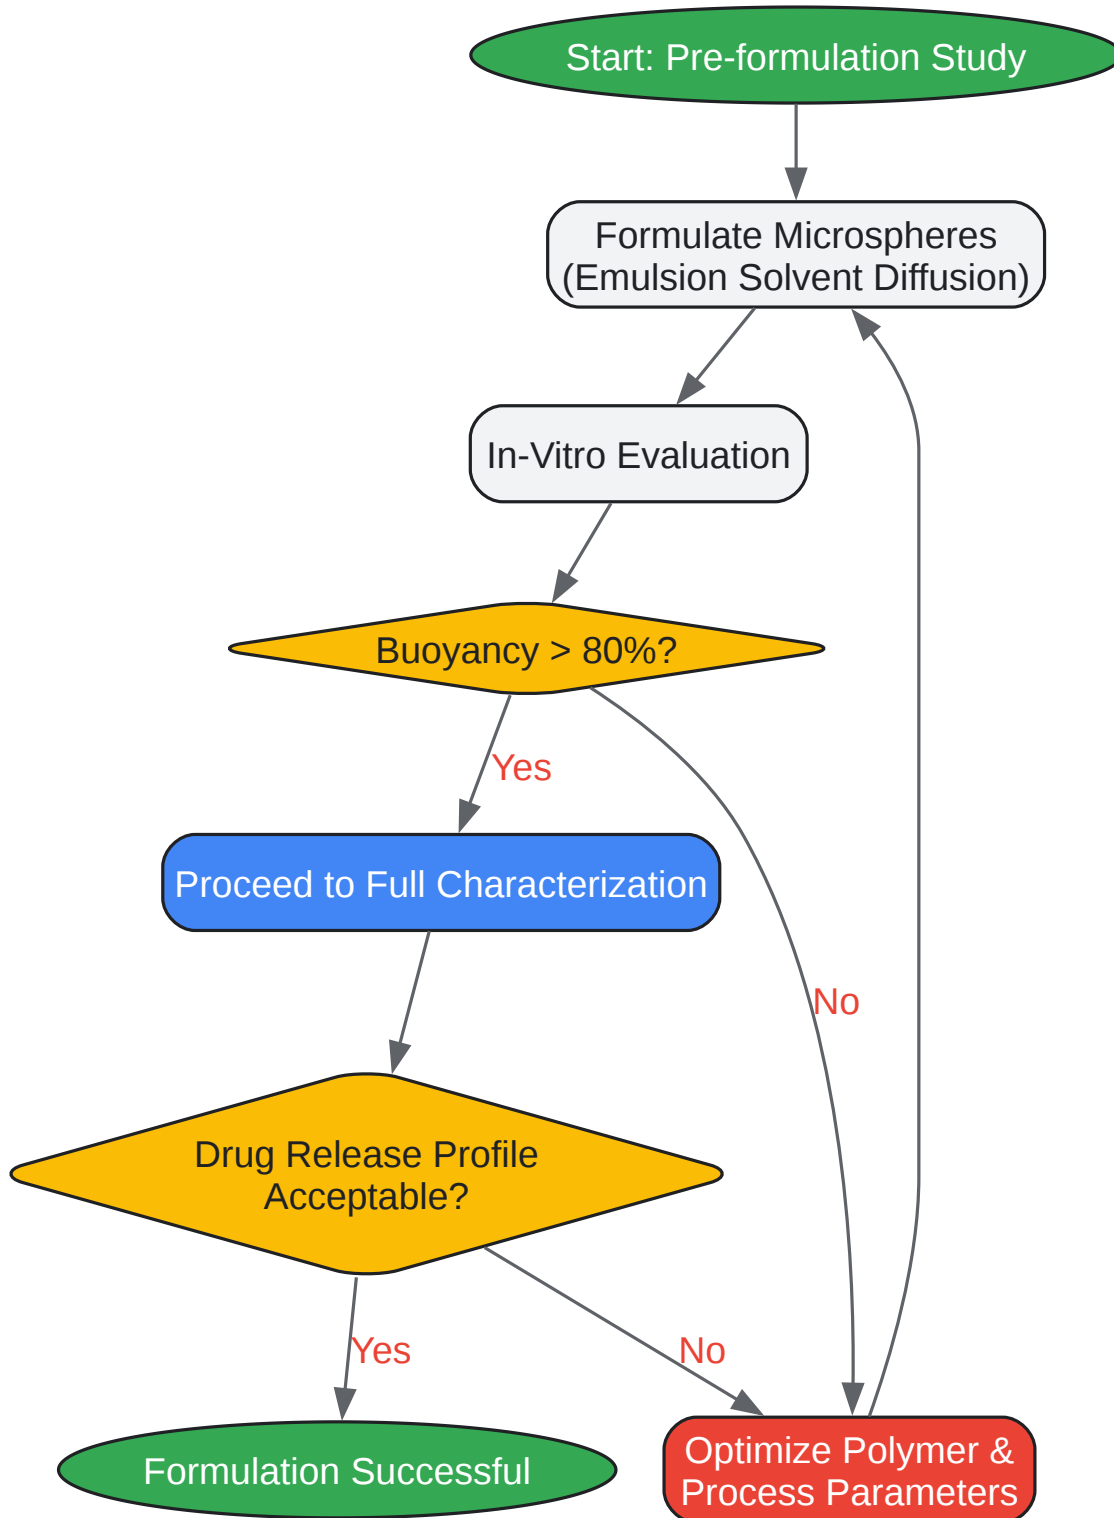 Start: Pre-formulation Study
Formulate Microspheres
(Emulsion Solvent Diffusion)
In-Vitro Evaluation
Buoyancy > 80%?
Yes
Proceed to Full Characterization
No
Drug Release Profile
Acceptable?
Yes
No
Formulation Successful
Optimize Polymer &
Process Parameters